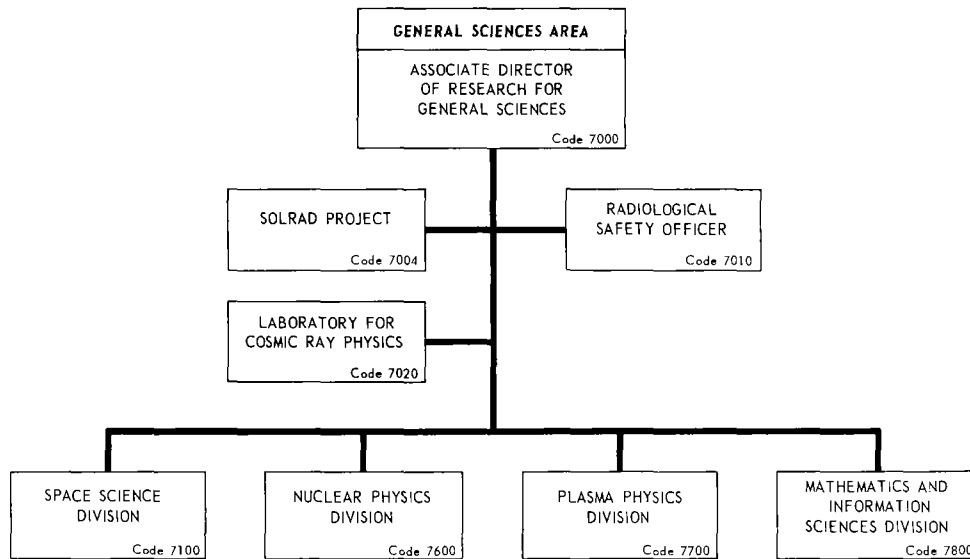 GENERAL SCIENCES AREA
ASSOCIATE DIRECTOR
OF RESEARCH FOR
GENERAL SCIENCES
Code 7000
SOLRAD PROJECT
Code 7004
RADIOLOGICAL
SAFETY OFFICER
Code 7010
LABORATORY FOR
COSMIC RAY PHYSICS
Code 7020
SPACE SCIENCE
DIVISION
Code 7100
NUCLEAR PHYSICS
DIVISION
Code 7600
PLASMA PHYSICS
DIVISION
Code 7700
MATHEMATICS AND
INFORMATION
SCIENCES DIVISION
Code 7800